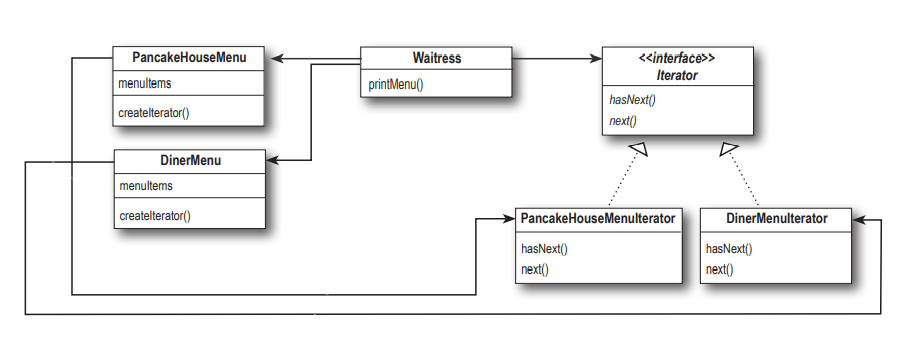 PancakeHouseMenu
menuItems
createIterator()
Waitress
printMenu()
<<interface>>
Iterator
hasNext()
next()
DinerMenu
menuItems
createIterator()
PancakeHouseMenuIterator
hasNext()
next()
DinerMenuIterator
hasNext()
next()